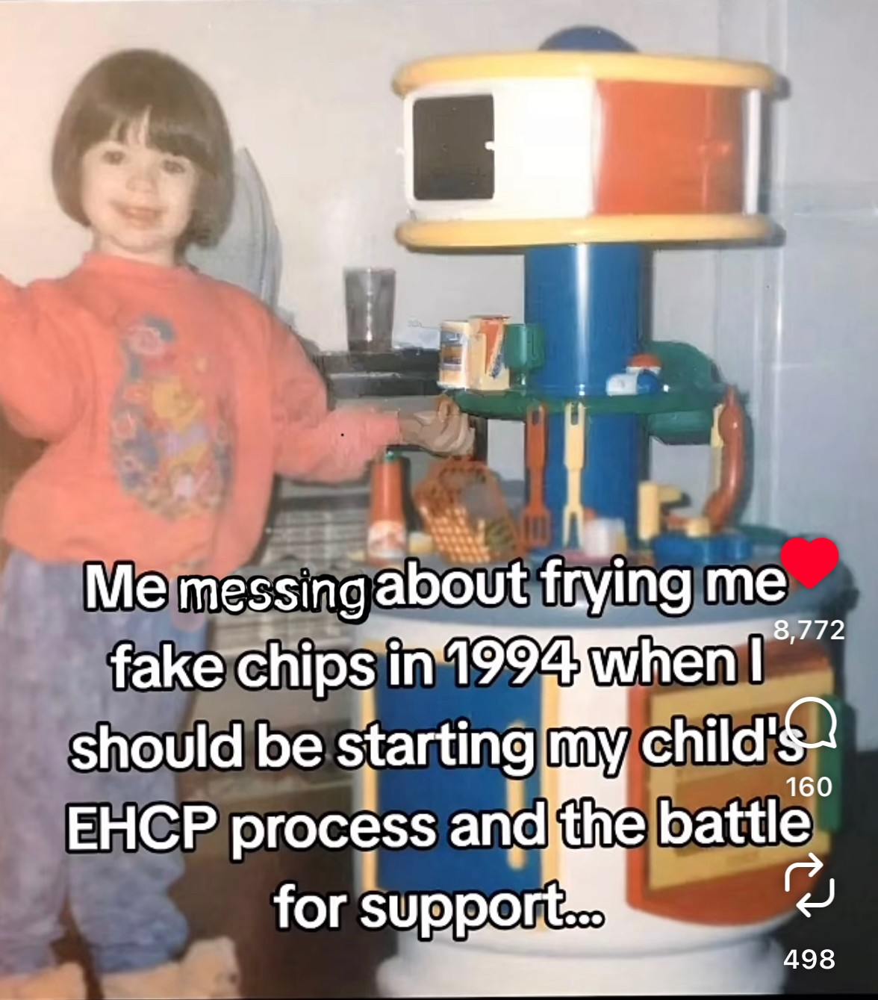 Me messing about frying me
8,772
fake chips in 1994 when I
should be starting my child's
160
EHCP process and the battle
for support...
498